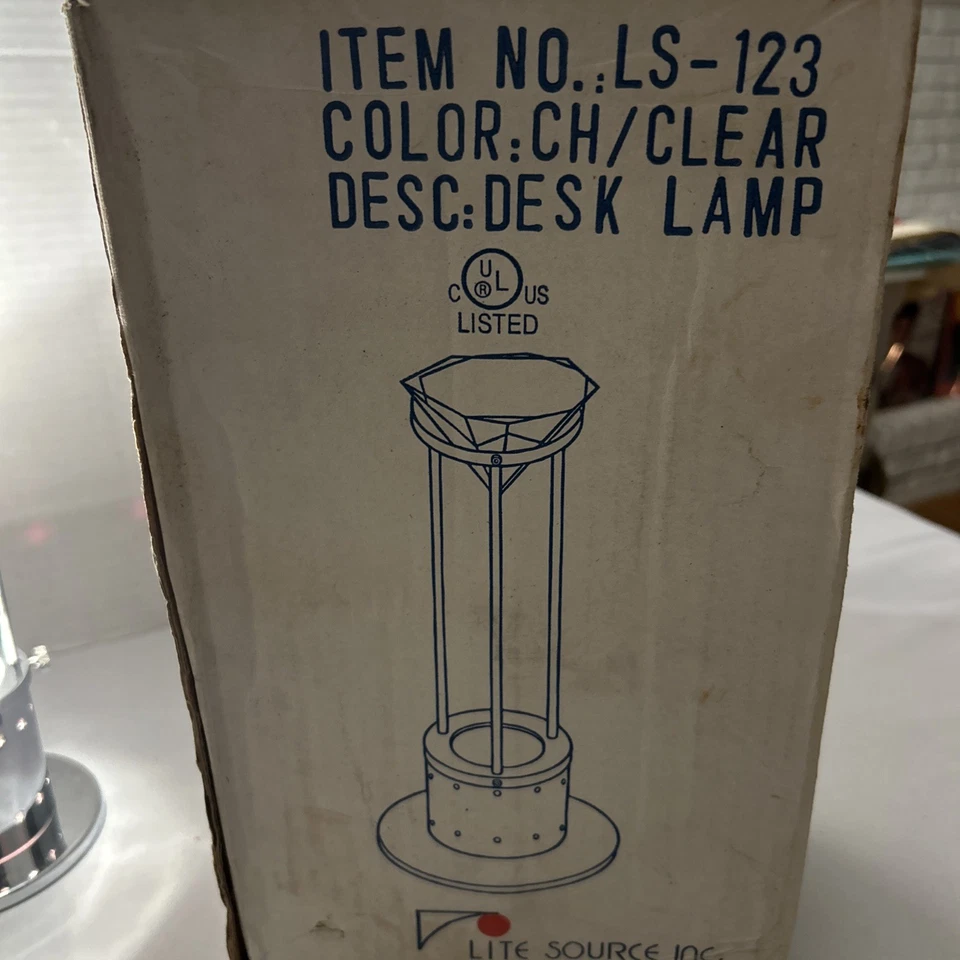 ITEM NO.:LS-123
COLOR:CH/CLEAR
DESC:DESK LAMP
C UL® US
LISTED
LITE SOURCE INC.